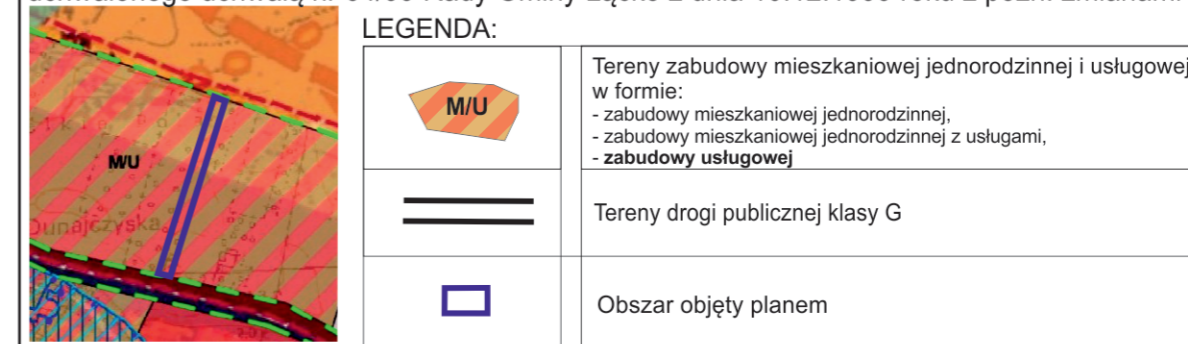 LEGENDA:
M/U
Tereny zabudowy mieszkaniowej jednorodzinnej i usługowej
w formie:
- zabudowy mieszkaniowej jednorodzinnej,
- zabudowy mieszkaniowej jednorodzinnej z usługami,
- zabudowy usługowej
Tereny drogi publicznej klasy G
Obszar objęty planem
M/U
Dunajczyska